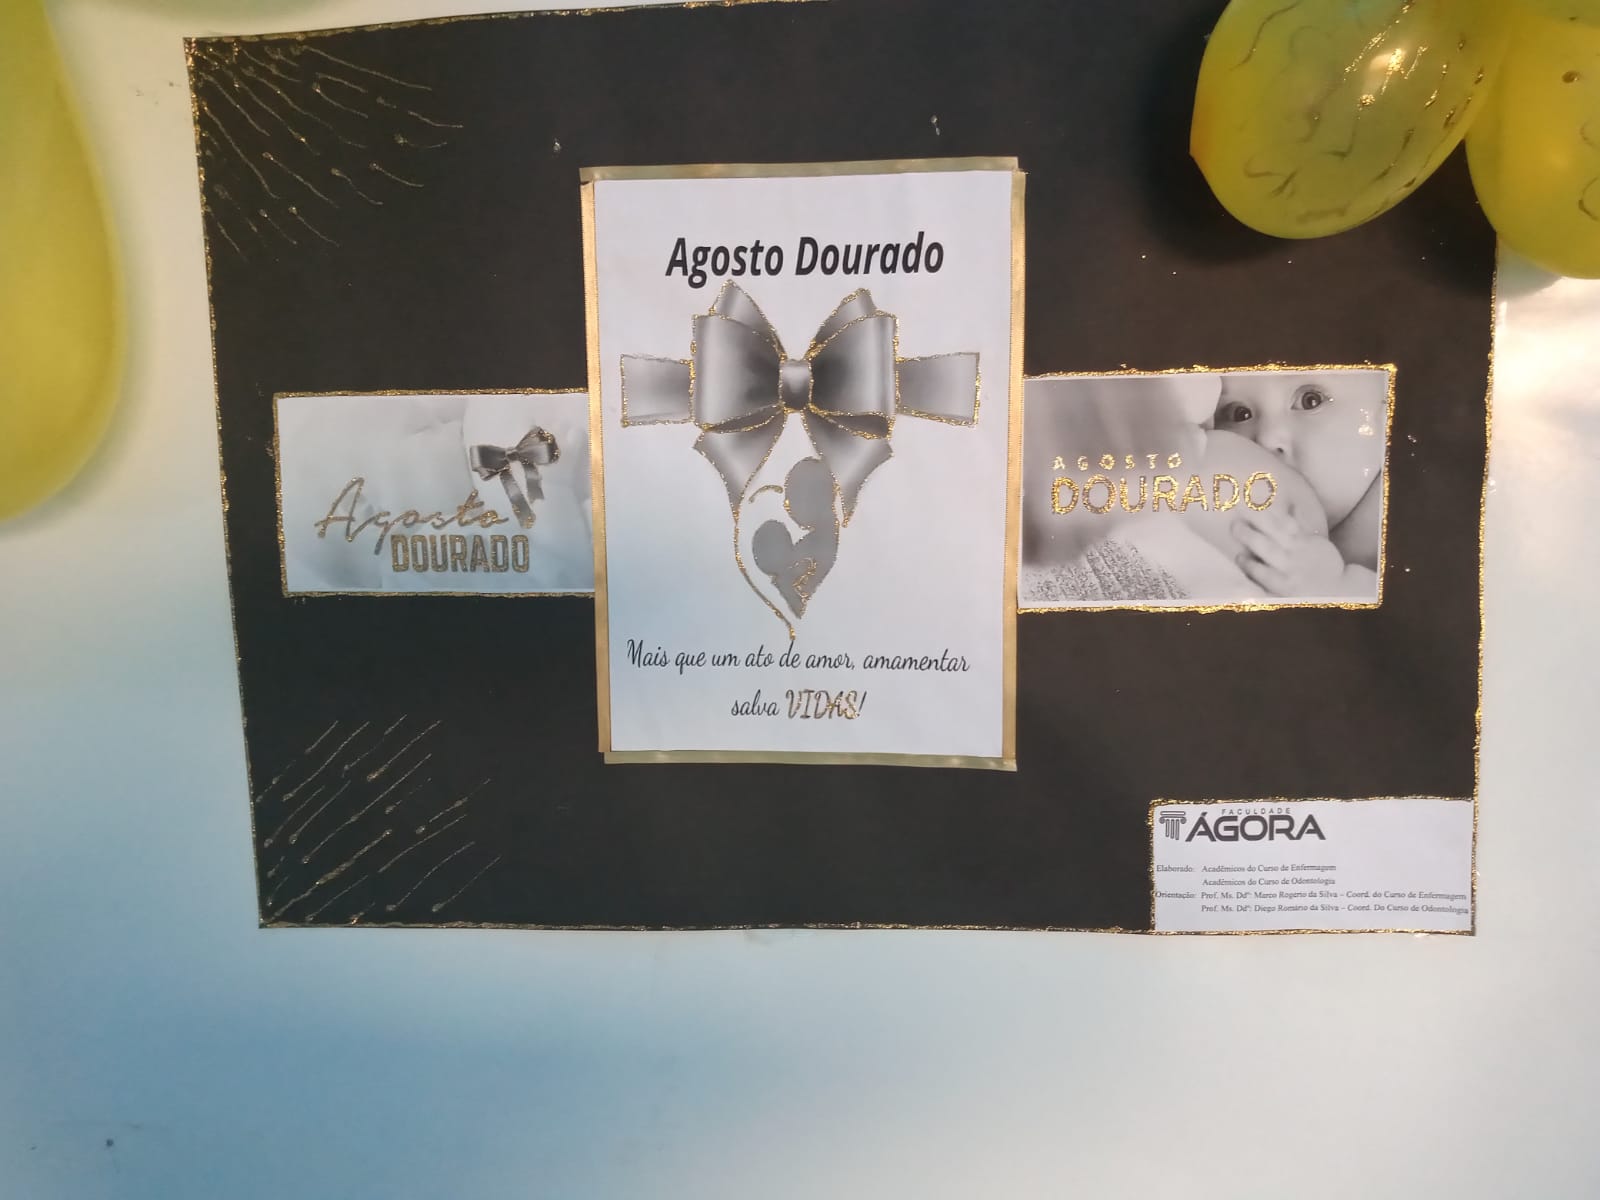 Agosto Dourado
Agosto
DOURADO
AGOSTO
DOURADO
Mais que um ato de amor, amamentar
salva VIDAS!
FACULDADE
ÁGORA
Elaborado: Acadêmicos do Curso de Enfermagem
Acadêmicos do Curso de Odontologia
Orientação: Prof. Ms. Ddº: Marco Rogerio da Silva – Coord. do Curso de Enfermagem
Prof. Ms. Ddº: Diego Romário da Silva – Coord. Do Curso de Odontologia